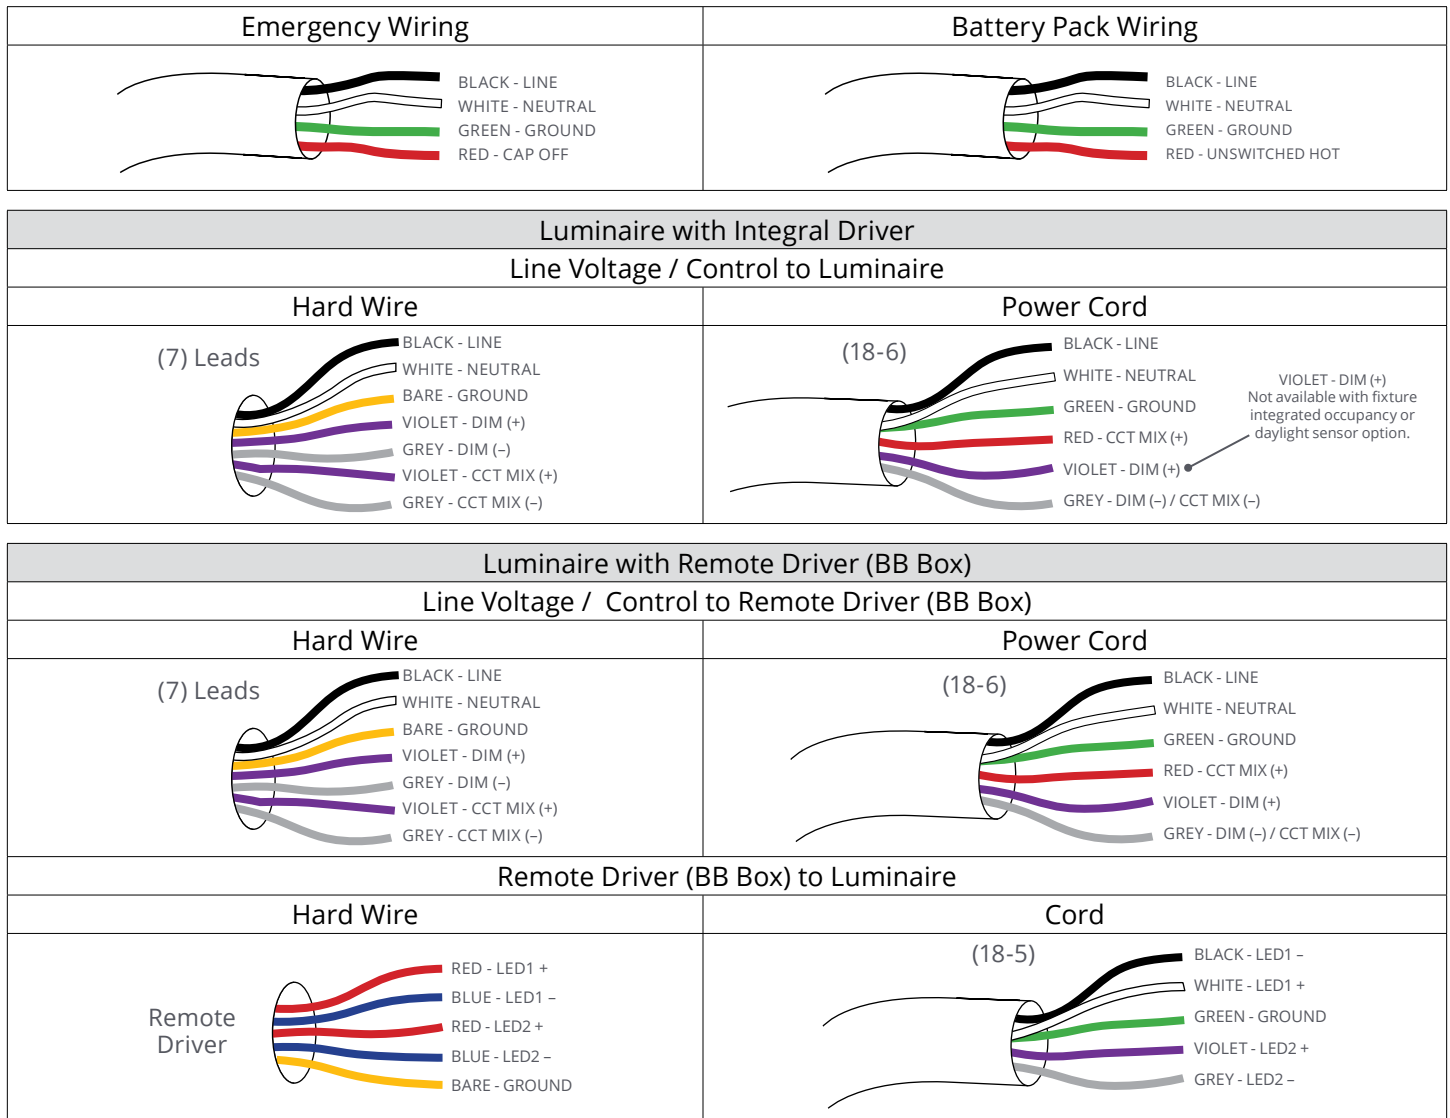 Emergency Wiring
BLACK - LINE
WHITE - NEUTRAL
GREEN - GROUND
RED - CAP OFF
Battery Pack Wiring
BLACK - LINE
WHITE - NEUTRAL
GREEN - GROUND
RED - UNSWITCHED HOT
Luminaire with Integral Driver
Line Voltage / Control to Luminaire
Hard Wire
(7) Leads
BLACK - LINE
WHITE - NEUTRAL
BARE - GROUND
VIOLET - DIM (+)
GREY - DIM (–)
VIOLET - CCT MIX (+)
GREY - CCT MIX (–)
Power Cord
(18-6)
BLACK - LINE
WHITE - NEUTRAL
GREEN - GROUND
RED - CCT MIX (+)
VIOLET - DIM (+)
GREY - DIM (–) / CCT MIX (–)
VIOLET - DIM (+)
Not available with fixture
integrated occupancy or
daylight sensor option.
Luminaire with Remote Driver (BB Box)
Line Voltage / Control to Remote Driver (BB Box)
Hard Wire
(7) Leads
BLACK - LINE
WHITE - NEUTRAL
BARE - GROUND
VIOLET - DIM (+)
GREY - DIM (–)
VIOLET - CCT MIX (+)
GREY - CCT MIX (–)
Power Cord
(18-6)
BLACK - LINE
WHITE - NEUTRAL
GREEN - GROUND
RED - CCT MIX (+)
VIOLET - DIM (+)
GREY - DIM (–) / CCT MIX (–)
Remote Driver (BB Box) to Luminaire
Hard Wire
Remote
Driver
RED - LED1 +
BLUE - LED1 –
RED - LED2 +
BLUE - LED2 –
BARE - GROUND
Cord
(18-5)
BLACK - LED1 –
WHITE - LED1 +
GREEN - GROUND
VIOLET - LED2 +
GREY - LED2 –